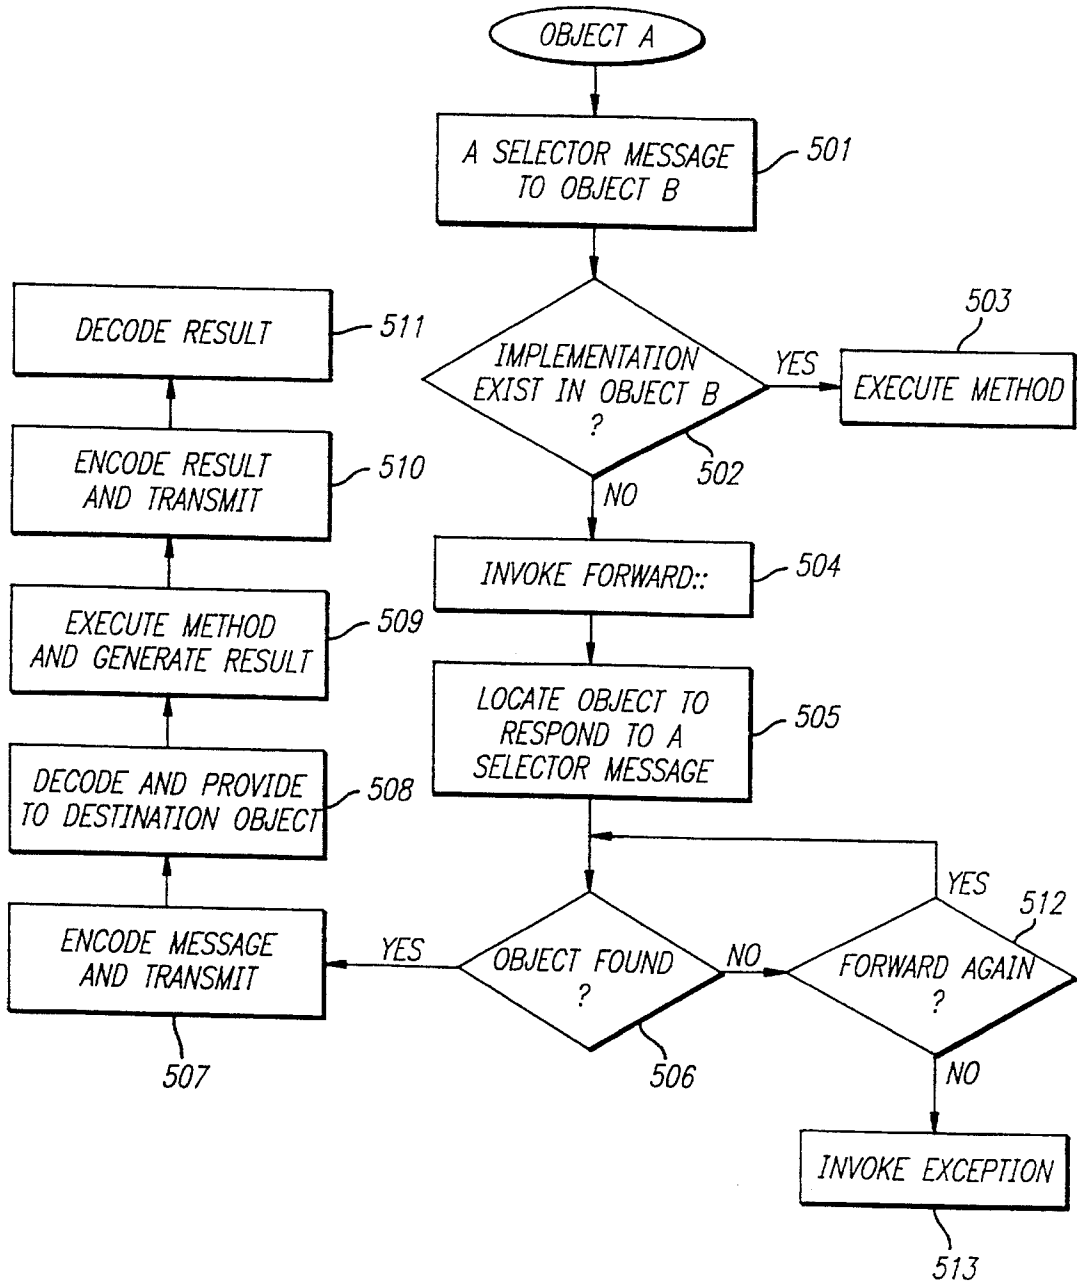 OBJECT A
A SELECTOR MESSAGE
TO OBJECT B
501
IMPLEMENTATION
EXIST IN OBJECT B
?
502
YES
EXECUTE METHOD
503
NO
INVOKE FORWARD::
504
LOCATE OBJECT TO
RESPOND TO A
SELECTOR MESSAGE
505
OBJECT FOUND
?
506
NO
FORWARD AGAIN
?
512
YES
NO
INVOKE EXCEPTION
513
YES
ENCODE MESSAGE
AND TRANSMIT
507
DECODE AND PROVIDE
TO DESTINATION OBJECT
508
EXECUTE METHOD
AND GENERATE RESULT
509
ENCODE RESULT
AND TRANSMIT
510
DECODE RESULT
511